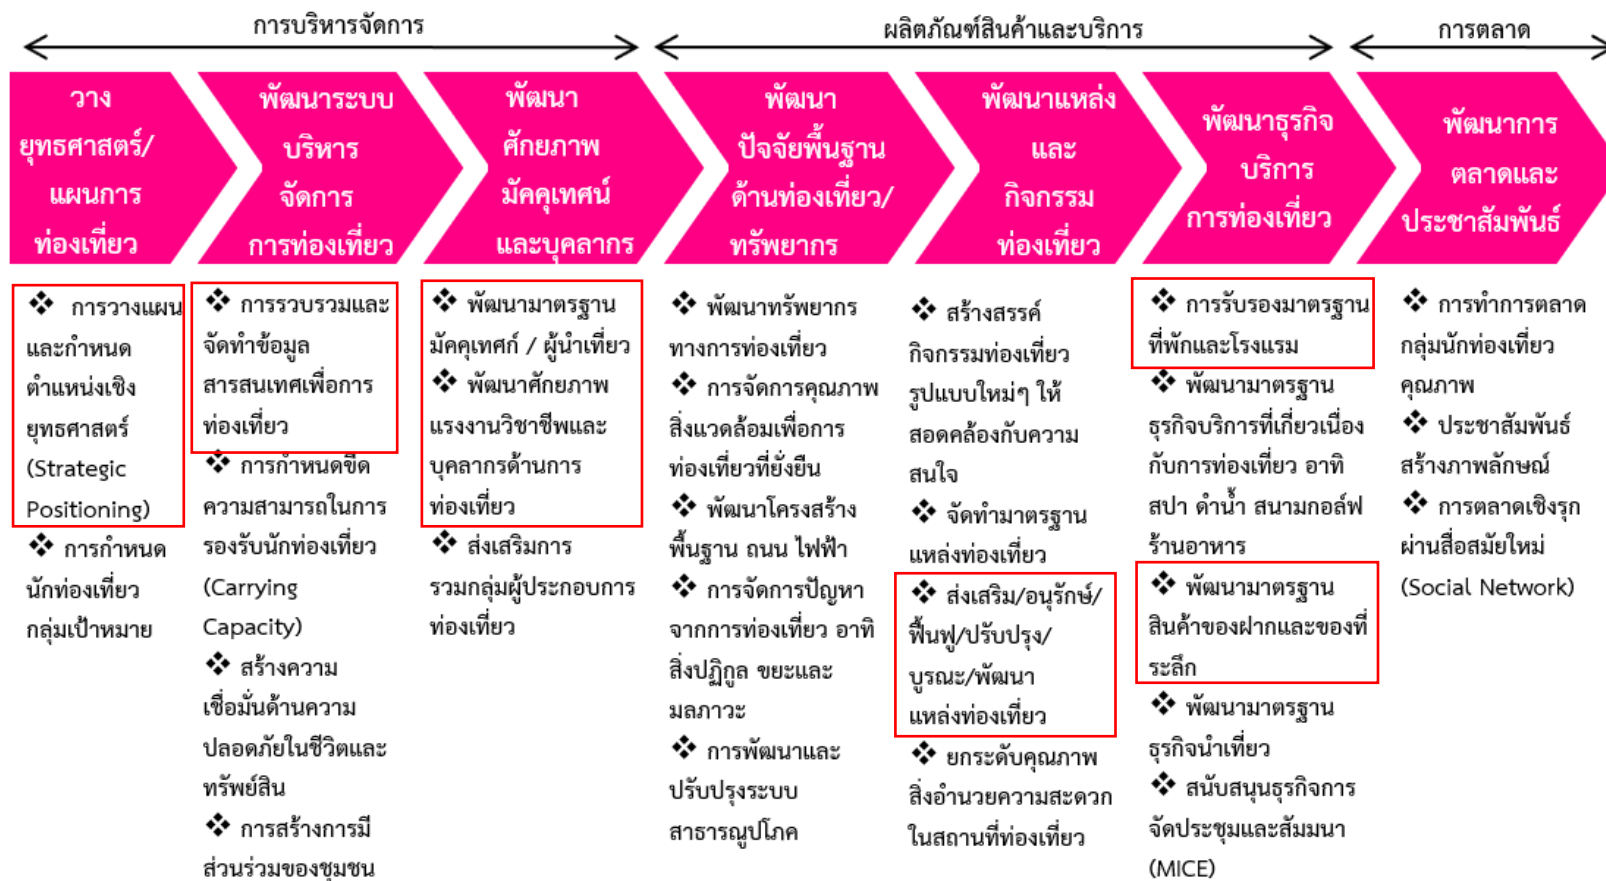 การบริหารจัดการ
ผลิตภัณฑ์สินค้าและบริการ
การตลาด
วาง
ยุทธศาสตร์/
แผนการ
ท่องเที่ยว
พัฒนาระบบ
บริหาร
จัดการ
การท่องเที่ยว
พัฒนา
ศักยภาพ
มัคคุเทศน์
และบุคลากร
พัฒนา
ปัจจัยพื้นฐาน
ด้านท่องเที่ยว/
ทรัพยากร
พัฒนาแหล่ง
และ
กิจกรรม
ท่องเที่ยว
พัฒนาธุรกิจ
บริการ
การท่องเที่ยว
พัฒนาการ
ตลาดและ
ประชาสัมพันธ์
❖ การวางแผน
และกำหนด
ตำแหน่งเชิง
ยุทธศาสตร์
(Strategic
Positioning)
❖ การกำหนด
นักท่องเที่ยว
กลุ่มเป้าหมาย
❖ การรวบรวมและ
จัดทำข้อมูล
สารสนเทศเพื่อการ
ท่องเที่ยว
❖ การกำหนดขีด
ความสามารถในการ
รองรับนักท่องเที่ยว
(Carrying
Capacity)
❖ สร้างความ
เชื่อมั่นด้านความ
ปลอดภัยในชีวิตและ
ทรัพย์สิน
❖ การสร้างการมี
ส่วนร่วมของชุมชน
❖ พัฒนามาตรฐาน
มัคคุเทศก์ / ผู้นำเที่ยว
❖ พัฒนาศักยภาพ
แรงงานวิชาชีพและ
บุคลากรด้านการ
ท่องเที่ยว
❖ ส่งเสริมการ
รวมกลุ่มผู้ประกอบการ
ท่องเที่ยว
❖ พัฒนาทรัพยากร
ทางการท่องเที่ยว
❖ การจัดการคุณภาพ
สิ่งแวดล้อมเพื่อการ
ท่องเที่ยวที่ยั่งยืน
❖ พัฒนาโครงสร้าง
พื้นฐาน ถนน ไฟฟ้า
❖ การจัดการปัญหา
จากการท่องเที่ยว อาทิ
สิ่งปฏิกูล ขยะและ
มลภาวะ
❖ การพัฒนาและ
ปรับปรุงระบบ
สาธารณูปโภค
❖ สร้างสรรค์
กิจกรรมท่องเที่ยว
รูปแบบใหม่ๆ ให้
สอดคล้องกับความ
สนใจ
❖ จัดทำมาตรฐาน
แหล่งท่องเที่ยว
❖ ส่งเสริม/อนุรักษ์/
ฟื้นฟู/ปรับปรุง/
บูรณะ/พัฒนา
แหล่งท่องเที่ยว
❖ ยกระดับคุณภาพ
สิ่งอำนวยความสะดวก
ในสถานที่ท่องเที่ยว
❖ การรับรองมาตรฐาน
ที่พักและโรงแรม
❖ พัฒนามาตรฐาน
ธุรกิจบริการที่เกี่ยวเนื่อง
กับการท่องเที่ยว อาทิ
สปา ดำน้ำ สนามกอล์ฟ
ร้านอาหาร
❖ พัฒนามาตรฐาน
สินค้าของฝากและของที่
ระลึก
❖ พัฒนามาตรฐาน
ธุรกิจนำเที่ยว
❖ สนับสนุนธุรกิจการ
จัดประชุมและสัมมนา
(MICE)
❖ การทำการตลาด
กลุ่มนักท่องเที่ยว
คุณภาพ
❖ ประชาสัมพันธ์
สร้างภาพลักษณ์
❖ การตลาดเชิงรุก
ผ่านสื่อสมัยใหม่
(Social Network)